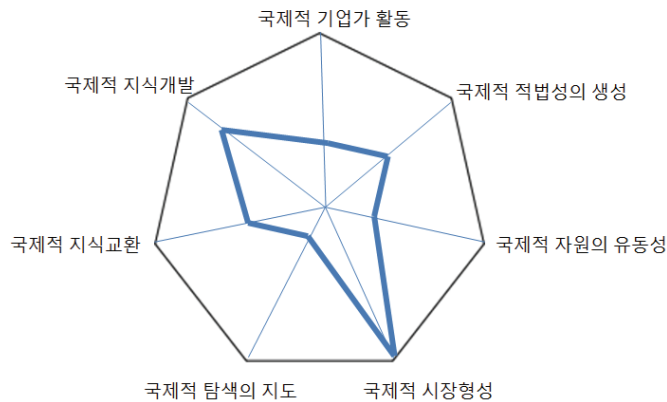 국제적 기업가 활동
국제적 지식개발
국제적 적법성의 생성
국제적 지식교환
국제적 자원의 유동성
국제적 탐색의 지도
국제적 시장형성